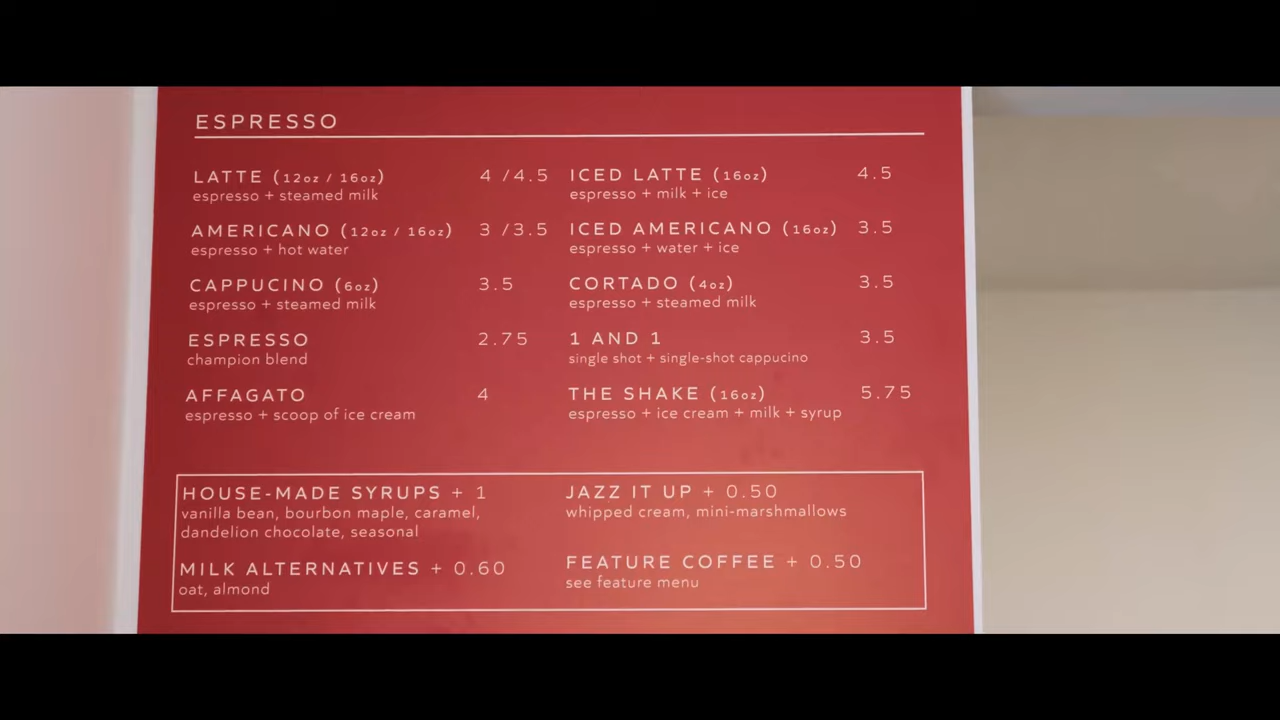 ESPRESSO
LATTE (12oz / 16oz) 4 /4.5
espresso + steamed milk
AMERICANO (12oz / 16oz) 3 /3.5
espresso + hot water
CAPPUCINO (6oz) 3.5
espresso + steamed milk
ESPRESSO 2.75
champion blend
AFFAGATO 4
espresso + scoop of ice cream
ICED LATTE (16oz) 4.5
espresso + milk + ice
ICED AMERICANO (16oz) 3.5
espresso + water + ice
CORTADO (4oz) 3.5
espresso + steamed milk
1 AND 1 3.5
single shot + single-shot cappucino
THE SHAKE (16oz) 5.75
espresso + ice cream + milk + syrup
HOUSE-MADE SYRUPS + 1
vanilla bean, bourbon maple, caramel,
dandelion chocolate, seasonal
MILK ALTERNATIVES + 0.60
oat, almond
JAZZ IT UP + 0.50
whipped cream, mini-marshmallows
FEATURE COFFEE + 0.50
see feature menu